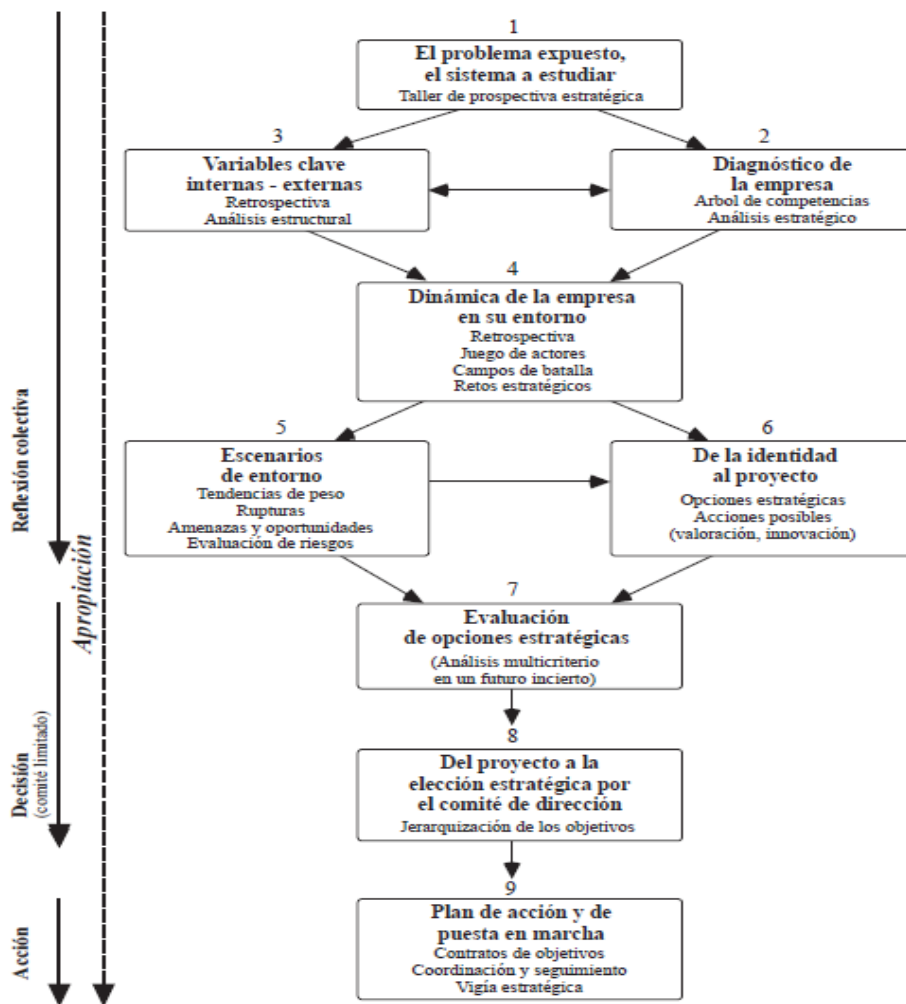 1
El problema expuesto,
el sistema a estudiar
Taller de prospectiva estratégica
3
Variables clave
internas - externas
Retrospectiva
Análisis estructural
2
Diagnóstico de
la empresa
Arbol de competencias
Análisis estratégico
4
Dinámica de la empresa
en su entorno
Retrospectiva
Juego de actores
Campos de batalla
Retos estratégicos
5
Escenarios
de entorno
Tendencias de peso
Rupturas
Amenazas y oportunidades
Evaluación de riesgos
6
De la identidad
al proyecto
Opciones estratégicas
Acciones posibles
(valoración, innovación)
7
Evaluación
de opciones estratégicas
(Análisis multicriterio
en un futuro incierto)
8
Del proyecto a la
elección estratégica por
el comité de dirección
Jerarquización de los objetivos
9
Plan de acción y de
puesta en marcha
Contratos de objetivos
Coordinación y seguimiento
Vigía estratégica
Reflexión colectiva
Apropiación
Decisión
(comité limitado)
Acción